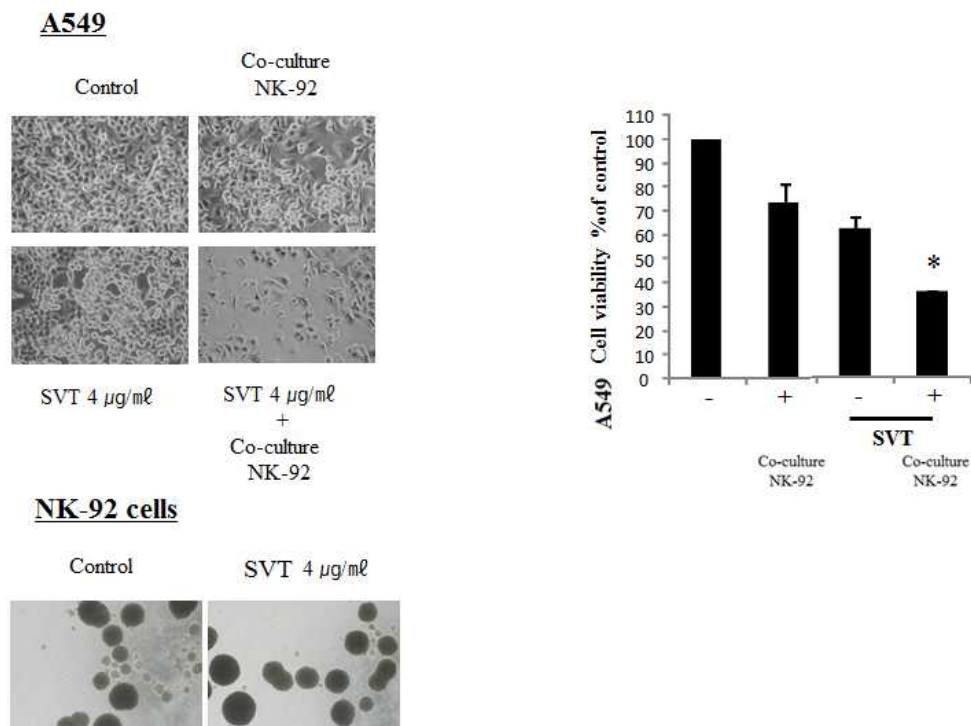 A549
Control
Co-culture
NK-92
SVT 4 μg/mℓ
SVT 4 μg/mℓ
+
Co-culture
NK-92
NK-92 cells
Control
SVT 4 μg/mℓ
A549 Cell viability %of control
110
100
90
80
70
60
50
40
30
20
10
0
*
- + - +
SVT
Co-culture
NK-92
Co-culture
NK-92